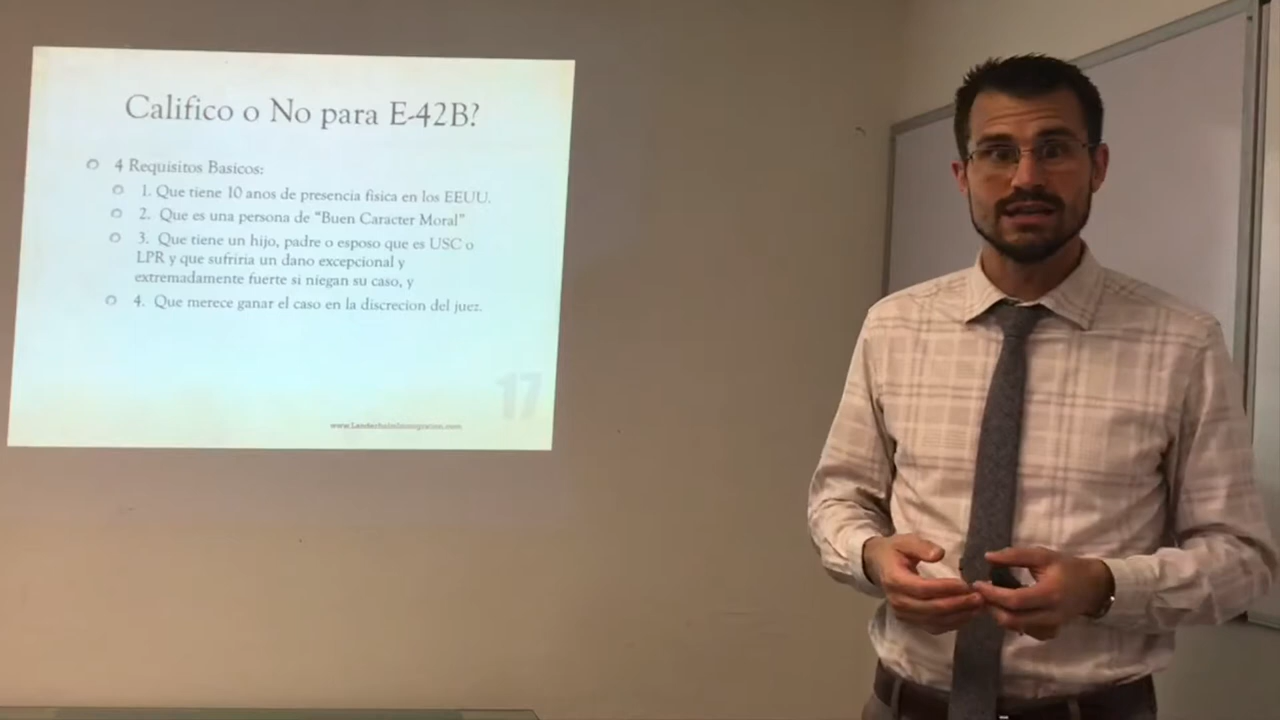 Califico o No para E-42B?
4 Requisitos Basicos:
1. Que tiene 10 anos de presencia fisica en los EEUU.
2. Que es una persona de "Buen Caracter Moral"
3. Que tiene un hijo, padre o esposo que es USC o
LPR y que sufriria un dano excepcional y
extremadamente fuerte si niegan su caso, y
4. Que merece ganar el caso en la discrecion del juez.
17